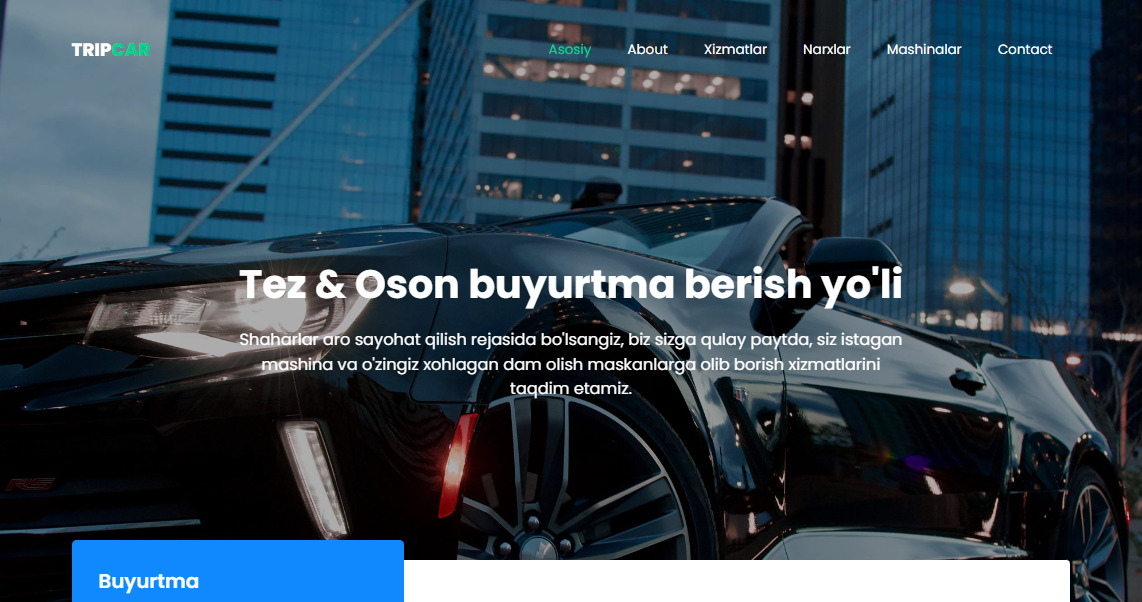 TRIPCAR
Asosiy About Xizmatlar Narxlar Mashinalar Contact
Tez & Oson buyurtma berish yo'li
Shaharlar aro sayohat qilish rejasida bo'lsangiz, biz sizga qulay paytda, siz istagan
mashina va o'zingiz xohlagan dam olish maskanlarga olib borish xizmatlarini
taqdim etamiz.
RS
Buyurtma